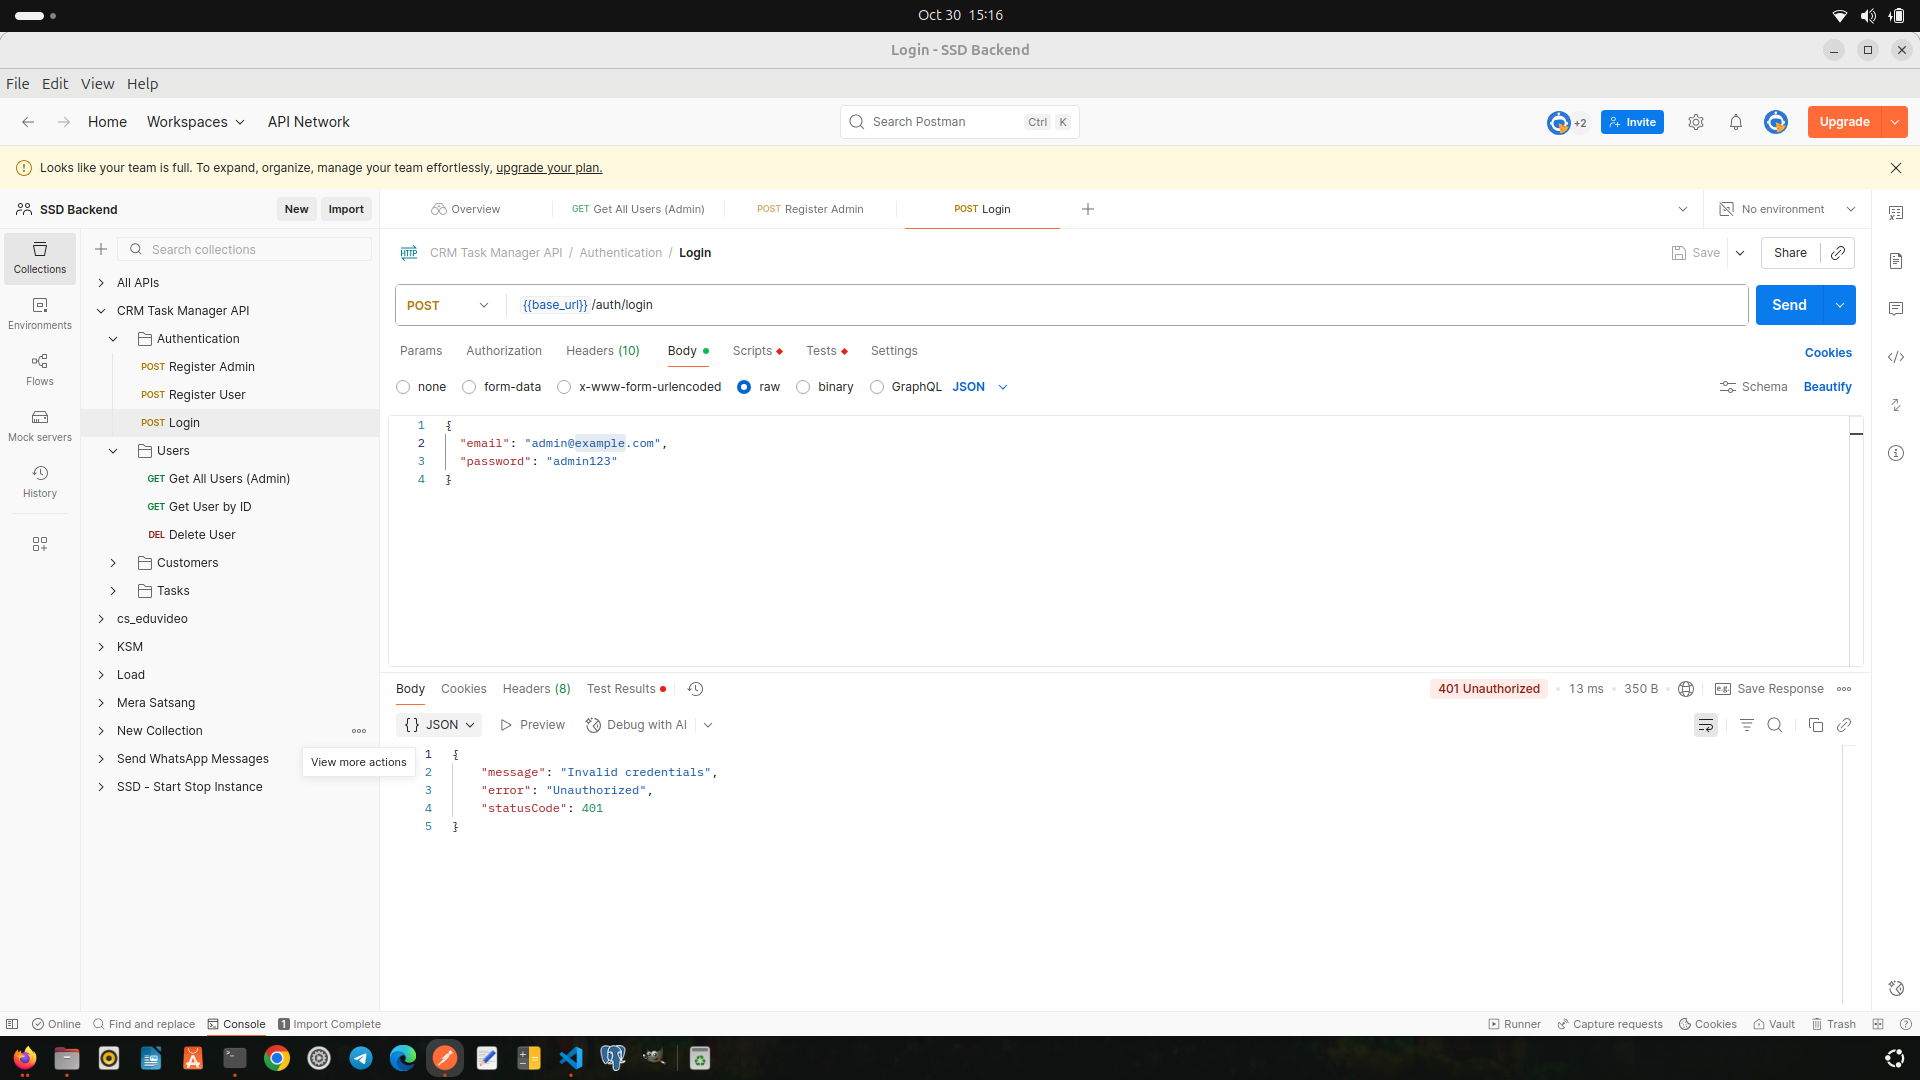 Oct 30 15:16
Login - SSD Backend
File Edit View Help
Home Workspaces API Network
Search Postman Ctrl K
+2 Invite Upgrade
Looks like your team is full. To expand, organize, manage your team effortlessly, upgrade your plan.
SSD Backend New Import
Overview GET Get All Users (Admin) POST Register Admin POST Login No environment
Collections
Environments
Flows
Mock servers
History
Search collections
All APIs
CRM Task Manager API
Authentication
POST Register Admin
POST Register User
POST Login
Users
GET Get All Users (Admin)
GET Get User by ID
DEL Delete User
Customers
Tasks
cs_eduvideo
KSM
Load
Mera Satsang
New Collection
Send WhatsApp Messages
SSD - Start Stop Instance
View more actions
HTTP CRM Task Manager API / Authentication / Login Save Share
POST {{base_url}} /auth/login Send
Params Authorization Headers (10) Body Scripts Tests Settings Cookies
none form-data x-www-form-urlencoded raw binary GraphQL JSON Schema Beautify
1 {
2 "email": "admin@example.com",
3 "password": "admin123"
4 }
Body Cookies Headers (8) Test Results 401 Unauthorized 13 ms 350 B e.g. Save Response
{} JSON Preview Debug with AI
1 {
2 "message": "Invalid credentials",
3 "error": "Unauthorized",
4 "statusCode": 401
5 }
Online Find and replace Console 1 Import Complete Runner Capture requests Cookies Vault Trash